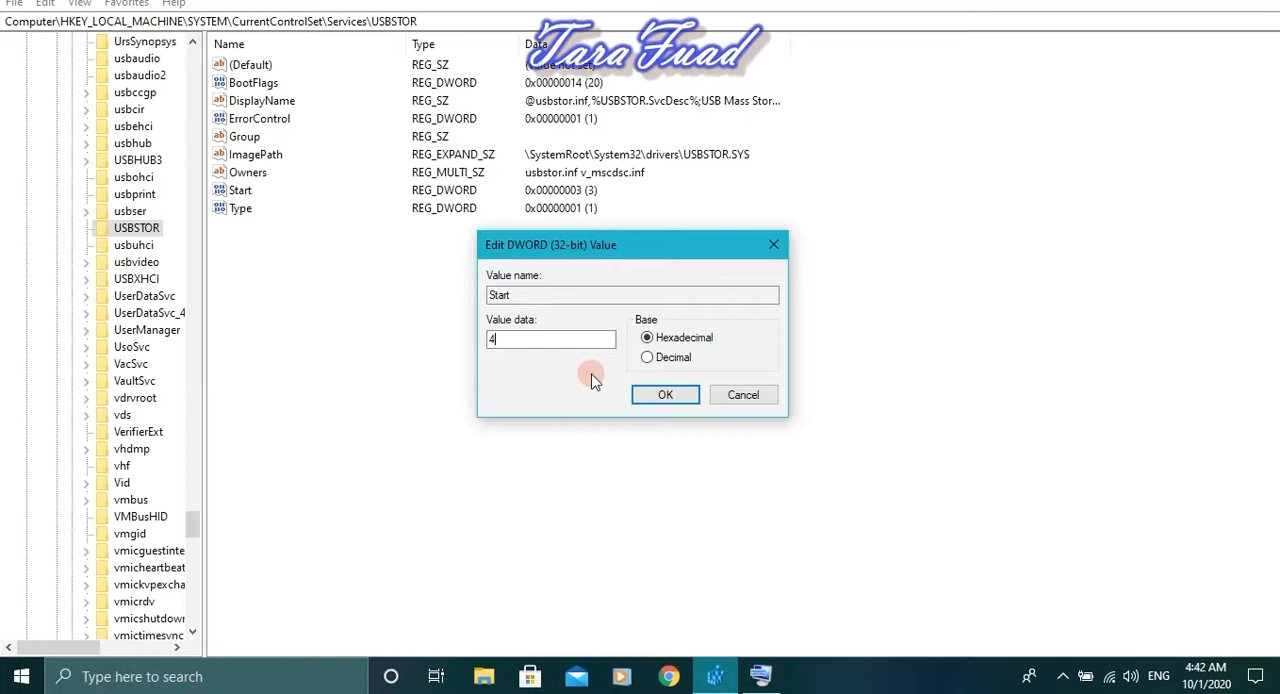 File Edit View Favorites Help
Computer\HKEY_LOCAL_MACHINE\SYSTEM\CurrentControlSet\Services\USBSTOR
Tara Fuad
UrsSynopsys
usbaudio
usbaudio2
usbccgp
usbcir
usbehci
usbhub
USBHUB3
usbohci
usbprint
usbser
USBSTOR
usbuhci
usbvideo
USBXHCI
UserDataSvc
UserDataSvc_4
UserManager
UsoSvc
VacSvc
VaultSvc
vdrvroot
vds
VerifierExt
vhdmp
vhf
Vid
vmbus
VMBusHID
vmgid
vmicguestinte
vmicheartbeat
vmickvpexcha
vmicrdv
vmicshutdown
vmictimesync
Name Type Data
(Default) REG_SZ
BootFlags REG_DWORD 0x00000014 (20)
DisplayName REG_SZ @usbstor.inf,%USBSTOR.SvcDesc%;USB Mass Stor...
ErrorControl REG_DWORD 0x00000001 (1)
Group REG_SZ
ImagePath REG_EXPAND_SZ \SystemRoot\System32\drivers\USBSTOR.SYS
Owners REG_MULTI_SZ usbstor.inf v_mscdsc.inf
Start REG_DWORD 0x00000003 (3)
Type REG_DWORD 0x00000001 (1)
Edit DWORD (32-bit) Value
Value name:
Start
Value data:
4
Base
Hexadecimal
Decimal
OK Cancel
Type here to search
ENG
4:42 AM
10/1/2020